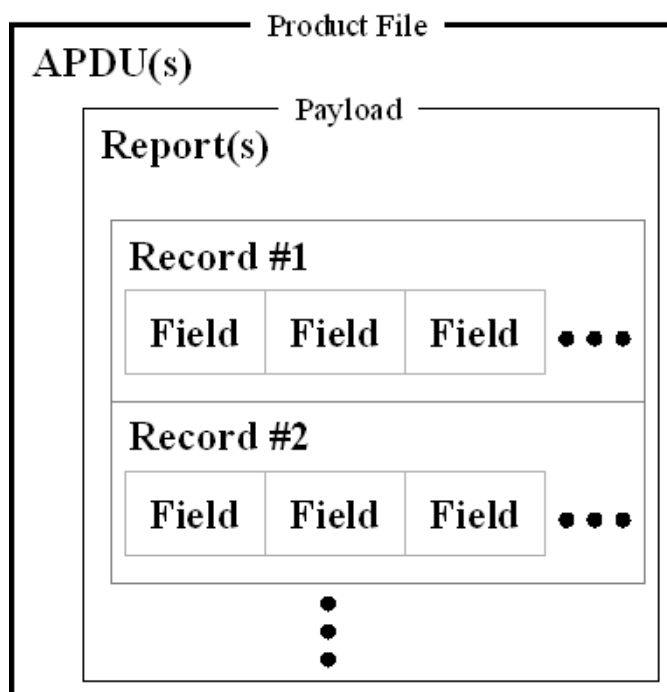 Product File
APDU(s)
Payload
Report(s)
Record #1
Field Field Field
Record #2
Field Field Field